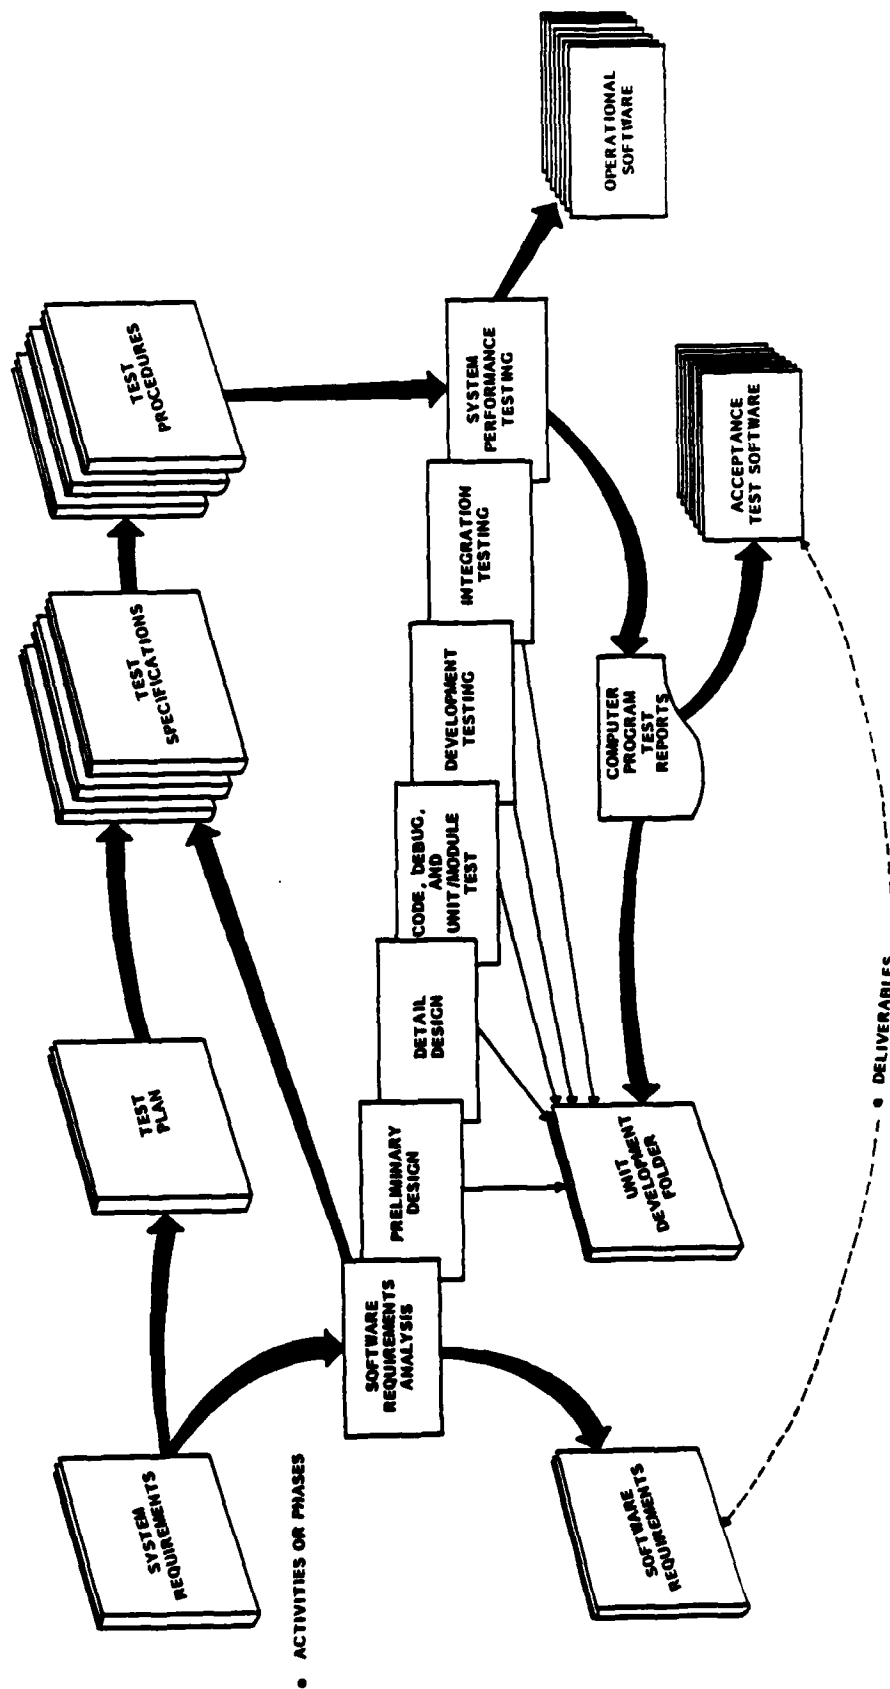 SYSTEM
REQUIREMENTS
TEST
PLAN
TEST
SPECIFICATIONS
TEST
PROCEDURES
● ACTIVITIES OR PHASES
SOFTWARE
REQUIREMENTS
ANALYSIS
PRELIMINARY
DESIGN
DETAIL
DESIGN
CODE, DEBUG,
AND
UNIT/MODULE
TEST
DEVELOPMENT
TESTING
INTEGRATION
TESTING
SYSTEM
PERFORMANCE
TESTING
OPERATIONAL
SOFTWARE
SOFTWARE
REQUIREMENTS
UNIT
DEVELOPMENT
FOLDER
COMPUTER
PROGRAM
TEST
REPORTS
ACCEPTANCE
TEST SOFTWARE
● DELIVERABLES